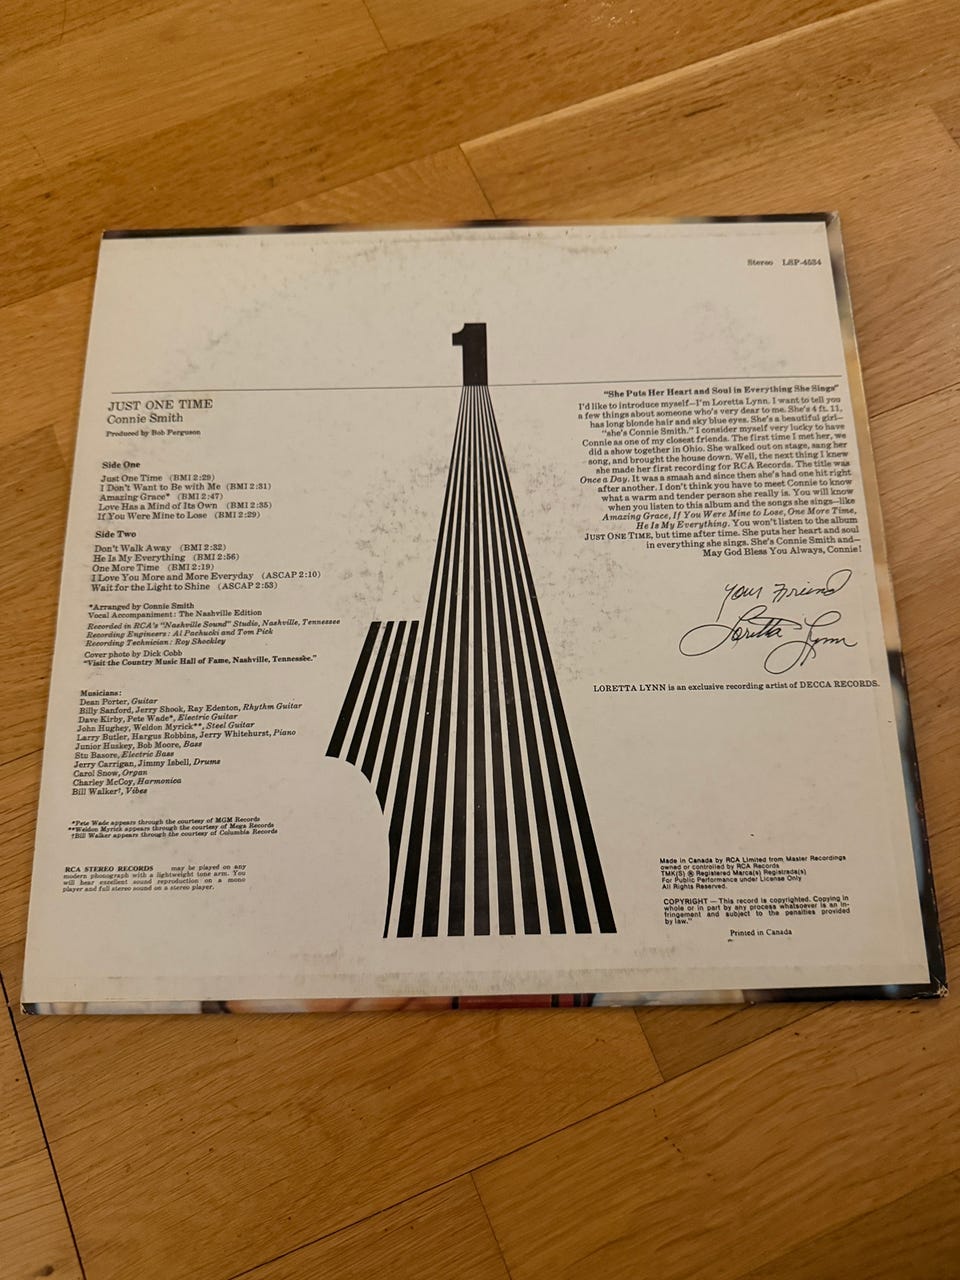 Stereo LSP-4534
1
JUST ONE TIME
Connie Smith
Produced by Bob Ferguson
Side One
Just One Time (BMI 2:29)
I Don't Want to Be with Me (BMI 2:31)
Amazing Grace* (BMI 2:47)
Love Has a Mind of Its Own (BMI 2:35)
If You Were Mine to Lose (BMI 2:29)
Side Two
Don't Walk Away (BMI 2:32)
He Is My Everything (BMI 2:56)
One More Time (BMI 2:19)
I Love You More and More Everyday (ASCAP 2:10)
Wait for the Light to Shine (ASCAP 2:53)
*Arranged by Connie Smith
Vocal Accompaniment: The Nashville Edition
Recorded in RCA's "Nashville Sound" Studio, Nashville, Tennessee
Recording Engineers: Al Pachucki and Tom Pick
Recording Technician: Roy Shockley
Cover photo by Dick Cobb
"Visit the Country Music Hall of Fame, Nashville, Tennessee."
Musicians:
Dean Porter, Guitar
Billy Sanford, Jerry Shook, Ray Edenton, Rhythm Guitar
Dave Kirby, Pete Wade*, Electric Guitar
John Hughey, Weldon Myrick**, Steel Guitar
Larry Butler, Hargus Robbins, Jerry Whitehurst, Piano
Junior Huskey, Bob Moore, Bass
Stu Basore, Electric Bass
Jerry Carrigan, Jimmy Isbell, Drums
Carol Snow, Organ
Charley McCoy, Harmonica
Bill Walker†, Vibes
*Pete Wade appears through the courtesy of MGM Records
**Weldon Myrick appears through the courtesy of Mega Records
†Bill Walker appears through the courtesy of Columbia Records
RCA STEREO RECORDS may be played on any
modern phonograph with a lightweight tone arm. You
will hear excellent sound reproduction on a mono
player and full stereo sound on a stereo player.
"She Puts Her Heart and Soul in Everything She Sings"
I'd like to introduce myself—I'm Loretta Lynn. I want to tell you
a few things about someone who's very dear to me. She's 4 ft. 11,
has long blonde hair and sky blue eyes. She's a beautiful girl—
"she's Connie Smith." I consider myself very lucky to have
Connie as one of my closest friends. The first time I met her, we
did a show together in Ohio. She walked out on stage, sang her
song, and brought the house down. Well, the next thing I knew
she made her first recording for RCA Records. The title was
Once a Day. It was a smash and since then she's had one hit right
after another. I don't think you have to meet Connie to know
what a warm and tender person she really is. You will know
when you listen to this album and the songs she sings—like
Amazing Grace, If You Were Mine to Lose, One More Time,
He Is My Everything. You won't listen to the album
JUST ONE TIME, but time after time. She puts her heart and soul
in everything she sings. She's Connie Smith and—
May God Bless You Always, Connie!
Your Friend
Loretta Lynn
LORETTA LYNN is an exclusive recording artist of DECCA RECORDS.
Made in Canada by RCA Limited from Master Recordings
owned or controlled by RCA Records
TMK(S) ® Registered Marca(s) Registrada(s)
For Public Performance under License Only
All Rights Reserved.
COPYRIGHT — This record is copyrighted. Copying in
whole or in part by any process whatsoever is an in-
fringement and subject to the penalties provided
by law."
Printed in Canada